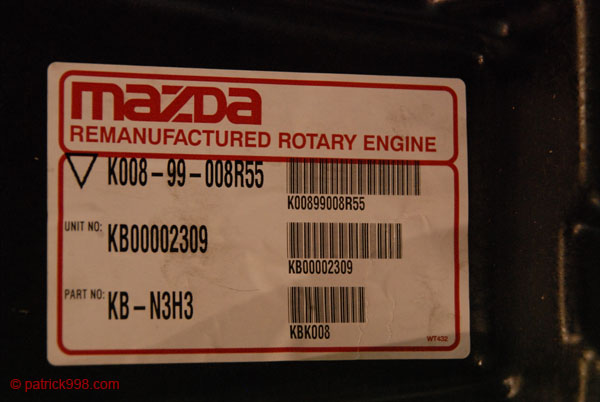 mazda
REMANUFACTURED ROTARY ENGINE
K008-99-008R55
K00899008R55
UNIT NO: KB00002309
KB00002309
PART NO: KB-N3H3
KBK008
WT432
© patrick998.com